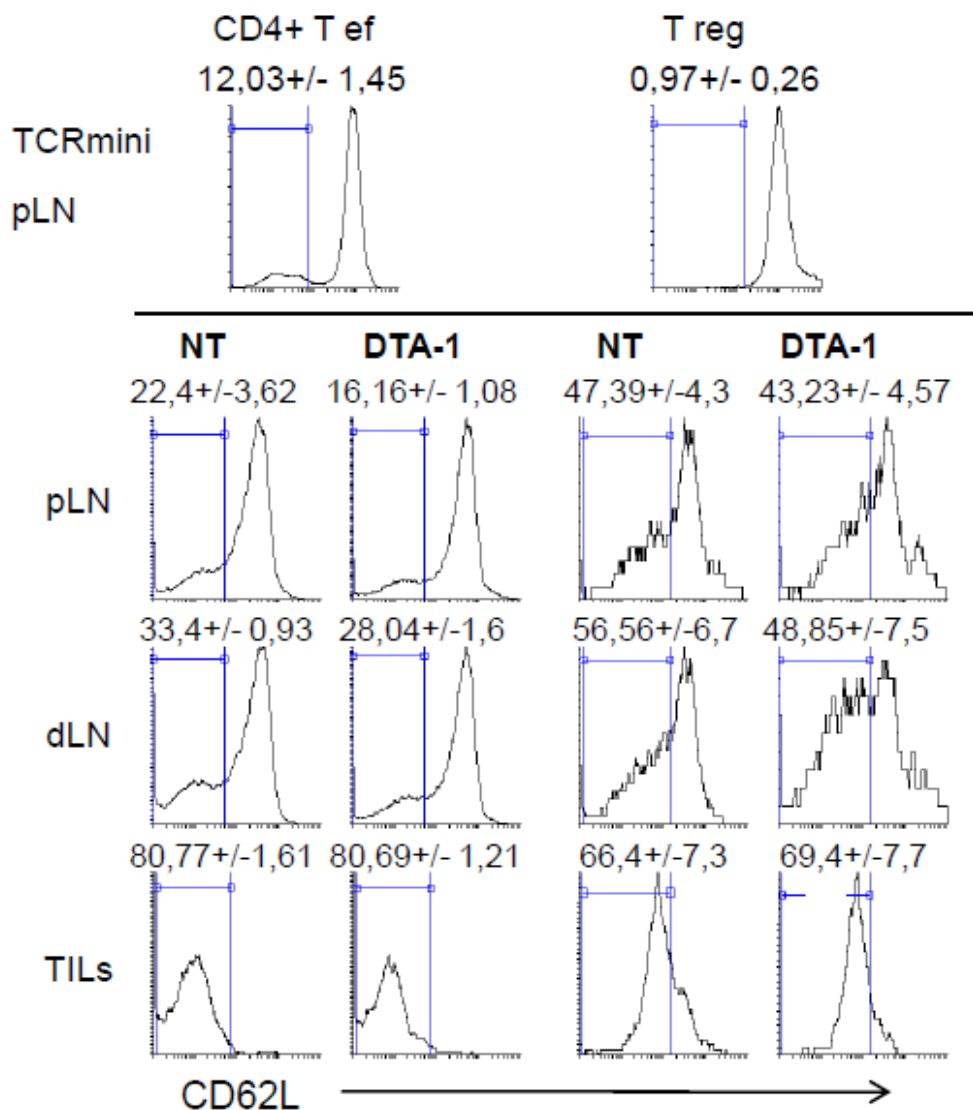 CD4+ T ef T reg
12,03+/- 1,45 0,97+/- 0,26
TCRmini
pLN
NT DTA-1 NT DTA-1
22,4+/-3,62 16,16+/- 1,08 47,39+/-4,3 43,23+/- 4,57
pLN
33,4+/- 0,93 28,04+/-1,6 56,56+/-6,7 48,85+/-7,5
dLN
80,77+/-1,61 80,69+/- 1,21 66,4+/-7,3 69,4+/-7,7
TILs
CD62L